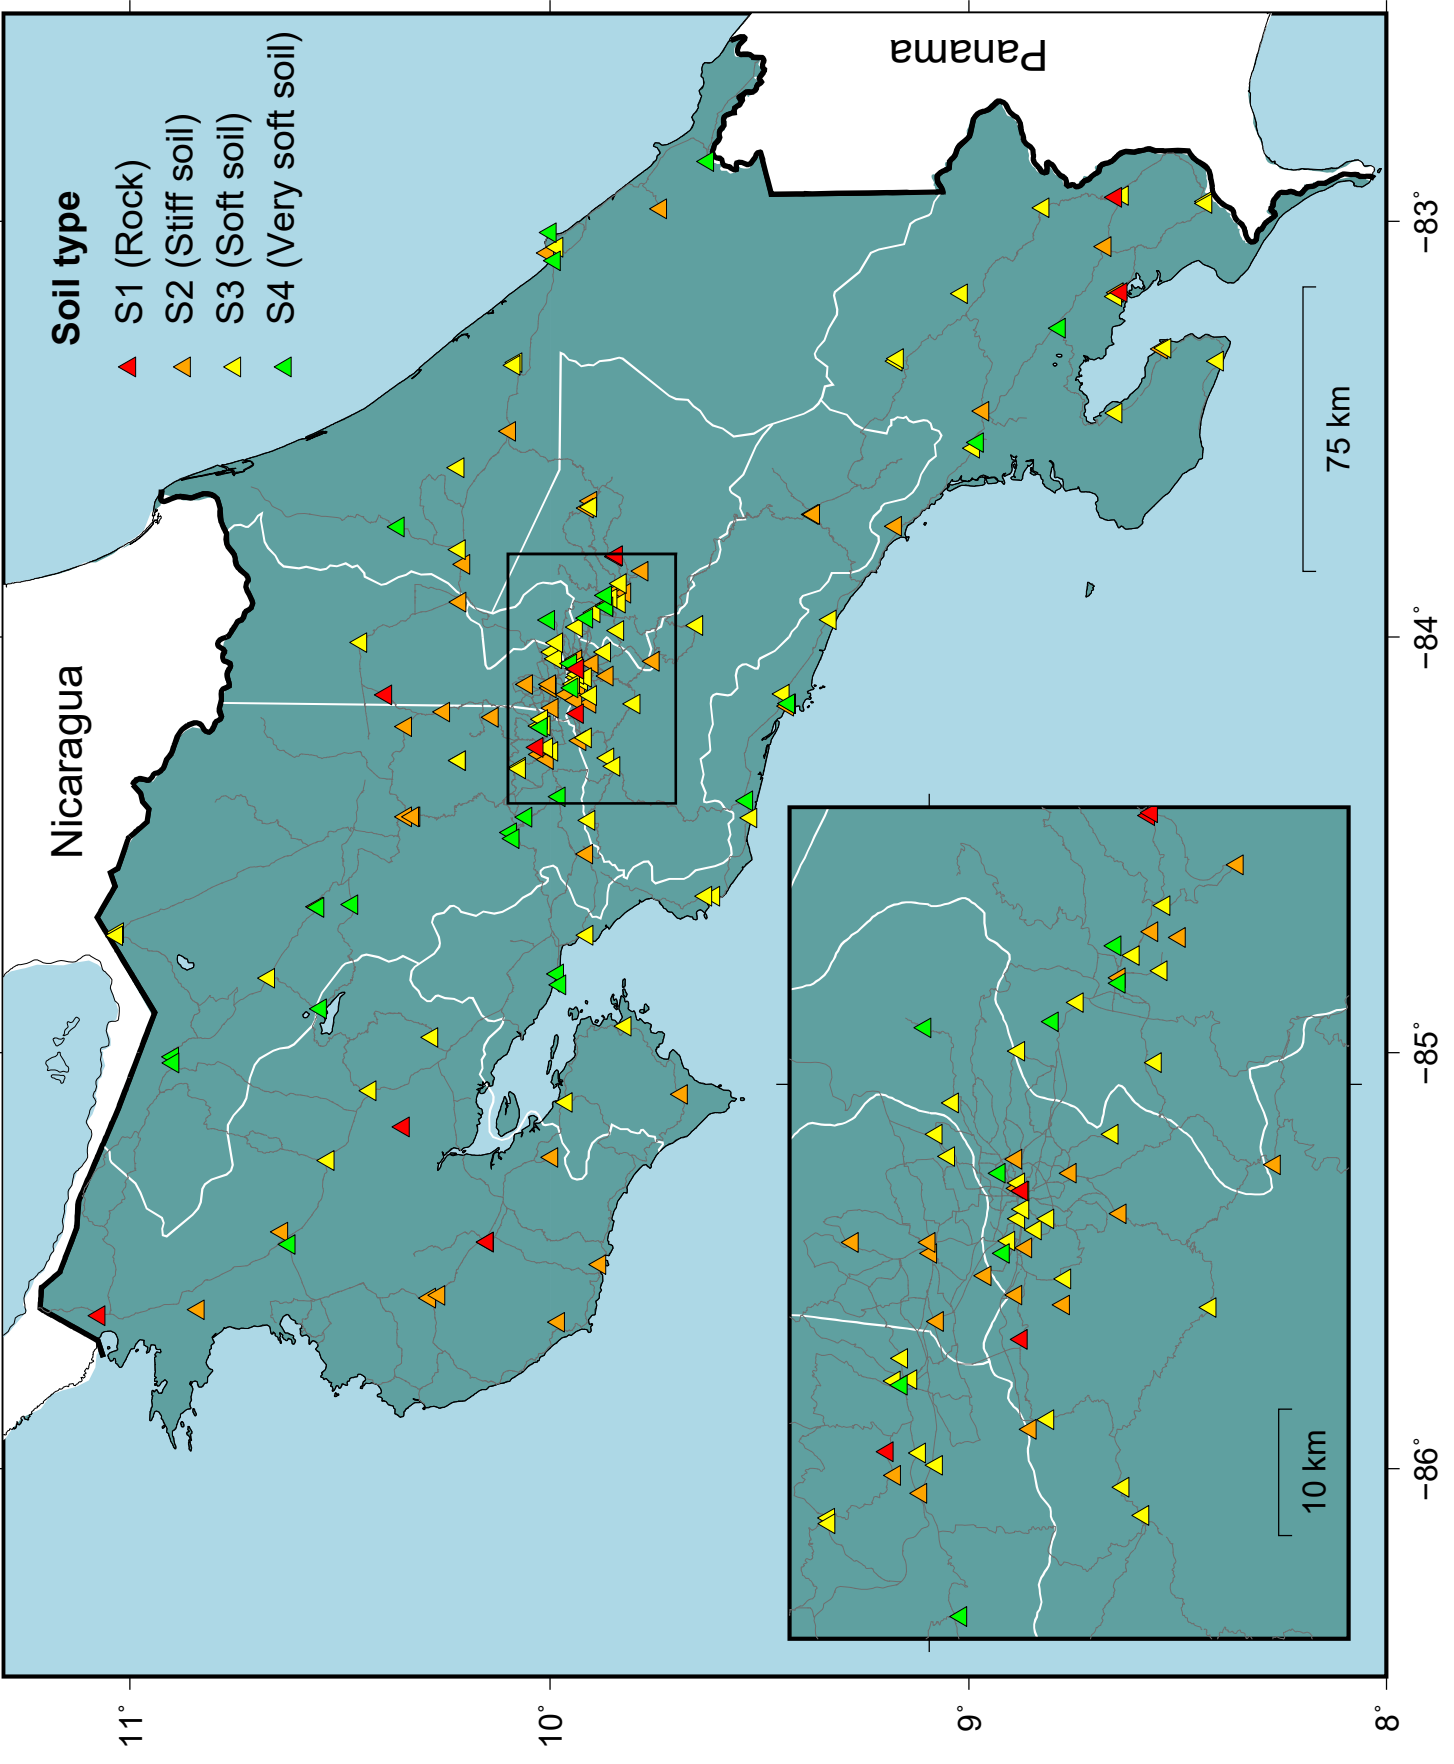 Nicaragua
Panama
Soil type
S1 (Rock)
S2 (Stiff soil)
S3 (Soft soil)
S4 (Very soft soil)
75 km
10 km
11°
10°
9°
8°
−86°
−85°
−84°
−83°